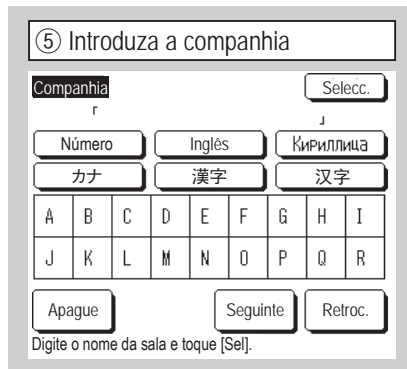 ⑤ Introduza a companhia
Companhia
Selecc.
「
」
Número Inglês Кириллица
カナ 漢字 汉字
A B C D E F G H I
J K L M N O P Q R
Apague Seguinte Retroc.
Digite o nome da sala e toque [Sel].